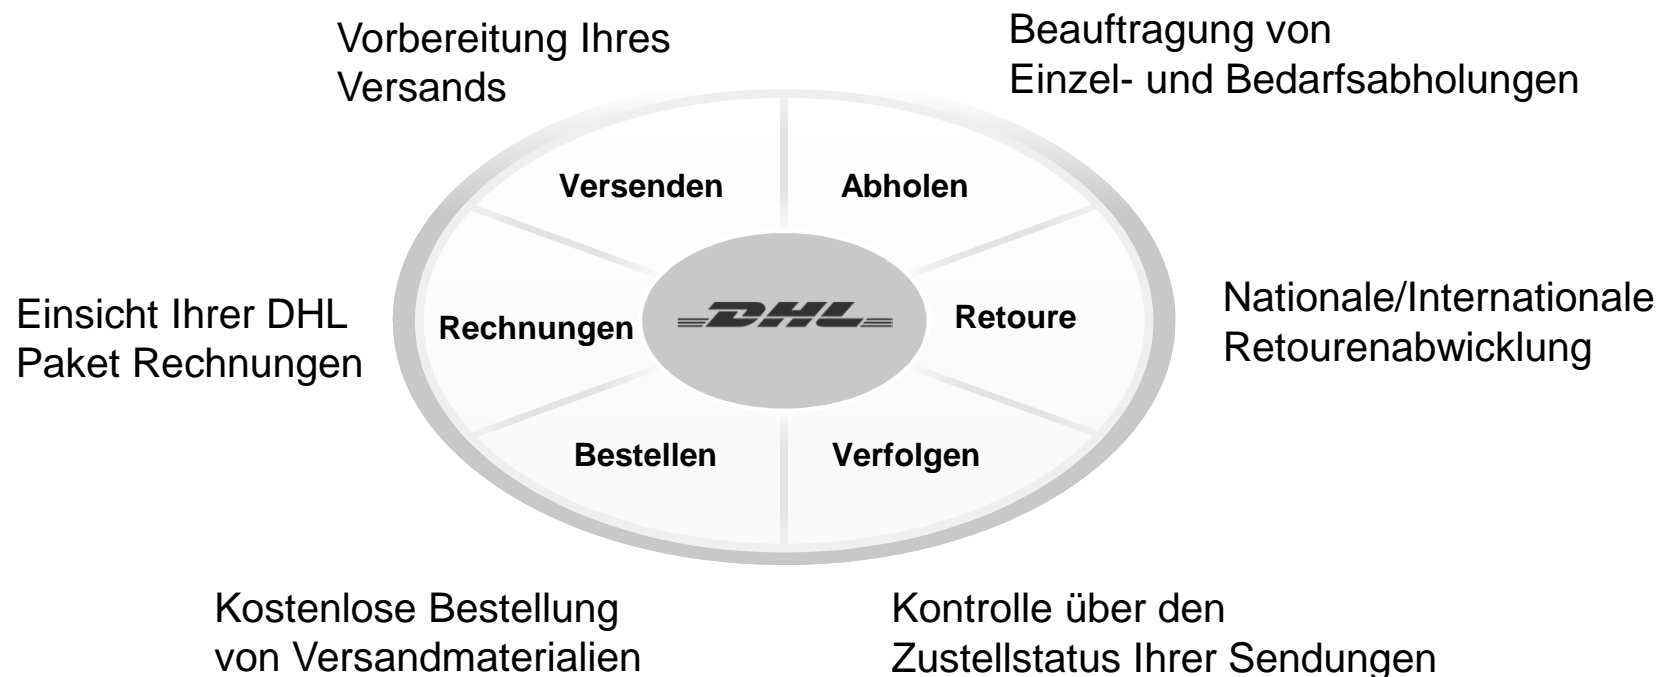 Vorbereitung Ihres
Versands
Beauftragung von
Einzel- und Bedarfsabholungen
Versenden
Abholen
Einsicht Ihrer DHL
Paket Rechnungen
Rechnungen
DHL
Retoure
Nationale/Internationale
Retourenabwicklung
Bestellen
Verfolgen
Kostenlose Bestellung
von Versandmaterialien
Kontrolle über den
Zustellstatus Ihrer Sendungen